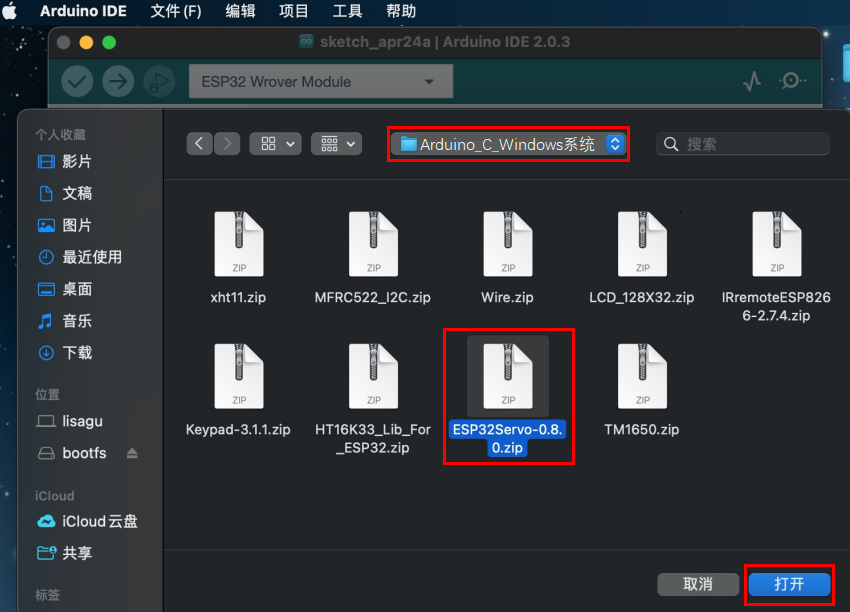 Arduino IDE 文件(F) 编辑 项目 工具 帮助
sketch_apr24a | Arduino IDE 2.0.3
ESP32 Wrover Module
个人收藏
影片
文稿
图片
最近使用
桌面
音乐
下载
位置
lisagu
bootfs
iCloud
iCloud云盘
共享
标签
Arduino_C_Windows系统
搜索
ZIP
xht11.zip
ZIP
MFRC522_I2C.zip
ZIP
Wire.zip
ZIP
LCD_128X32.zip
ZIP
IRremoteESP826
6-2.7.4.zip
ZIP
Keypad-3.1.1.zip
ZIP
HT16K33_Lib_For
_ESP32.zip
ZIP
ESP32Servo-0.8.
0.zip
ZIP
TM1650.zip
取消
打开